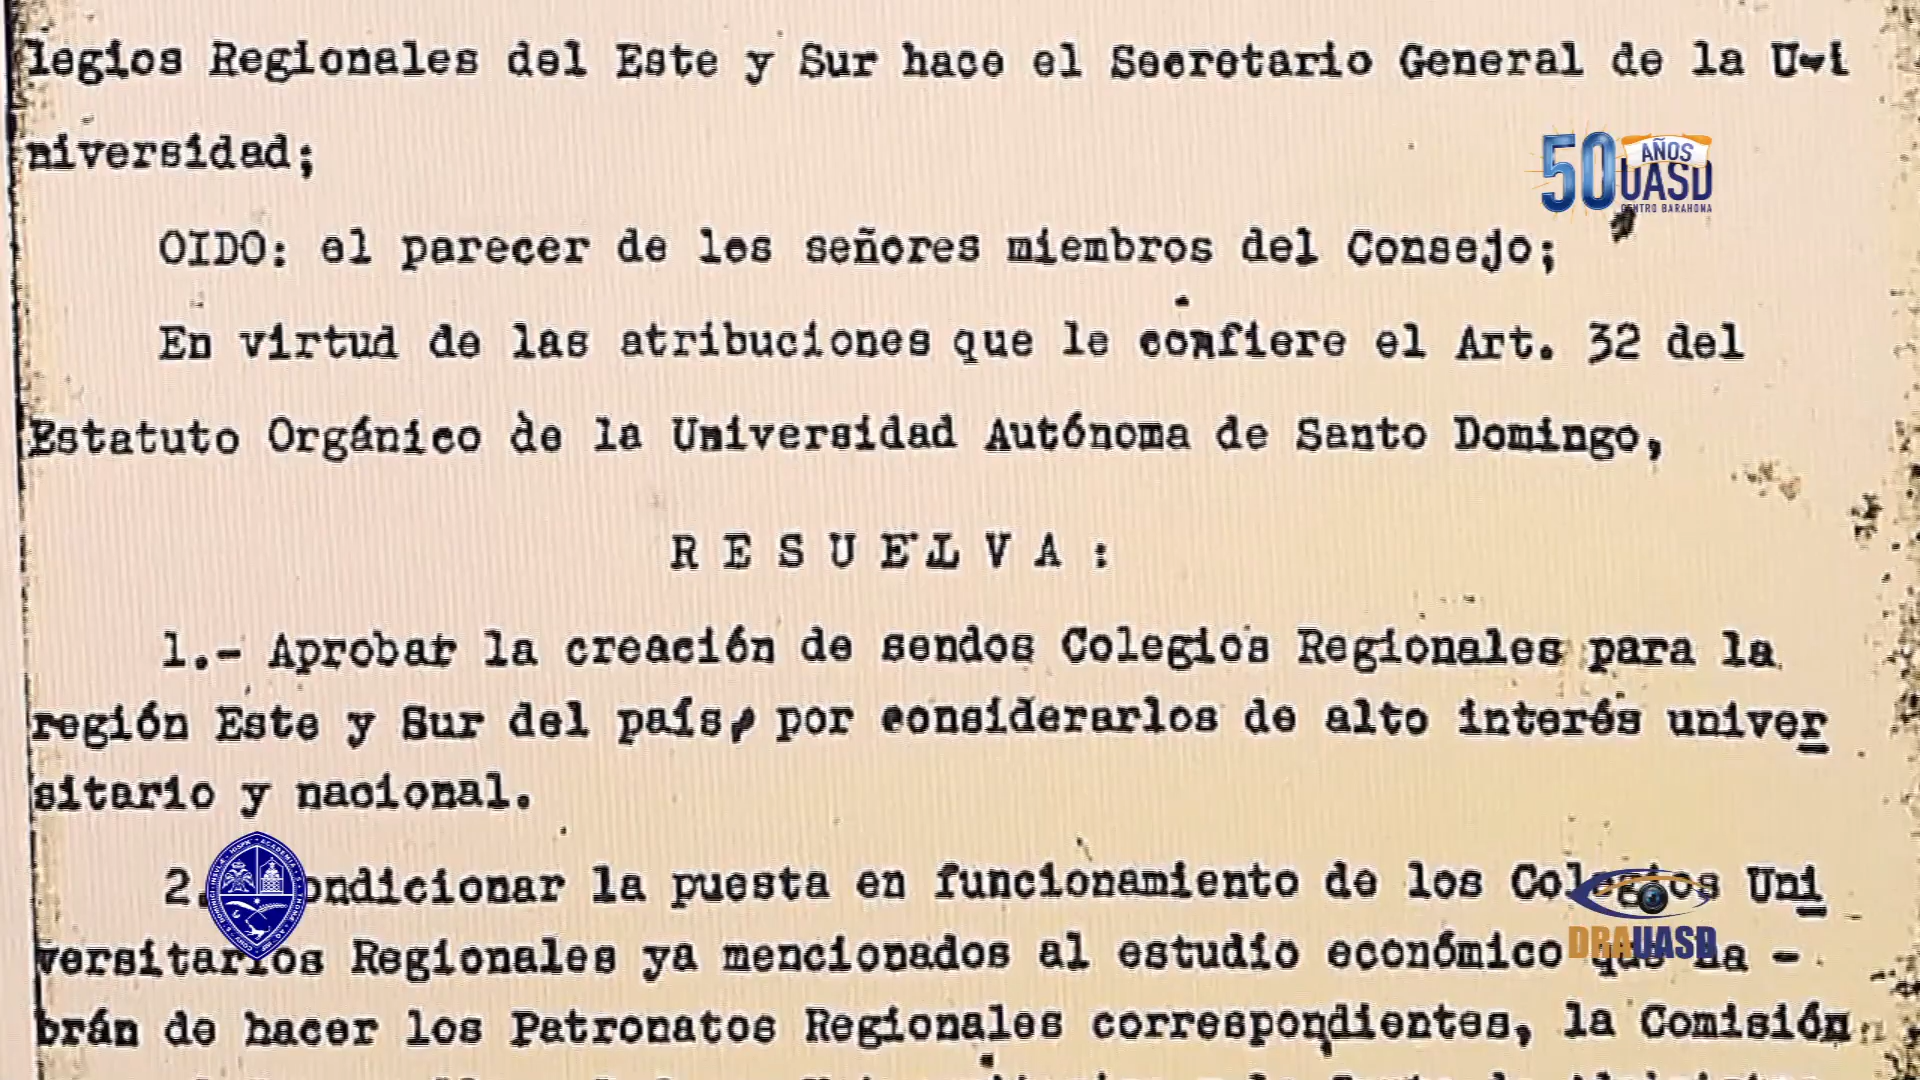 legios Regionales del Este y Sur hace el Secretario General de la Uni
niversidad;
50 AÑOS
UASD
CENTRO BARAHONA
OIDO: el parecer de los señores miembros del Consejo;
En virtud de las atribuciones que le confiere el Art. 32 del
Estatuto Orgánico de la Universidad Autónoma de Santo Domingo,
R E S U E L V A :
1.- Aprobar la creación de sendos Colegios Regionales para la
región Este y Sur del país, por considerarlos de alto interés univer
sitario y nacional.
2. ondicionar la puesta en funcionamiento de los Colegios Uni
versitarios Regionales ya mencionados al estudio económico que ha -
DRAUASD
brán de hacer los Patronatos Regionales correspondientes, la Comisión